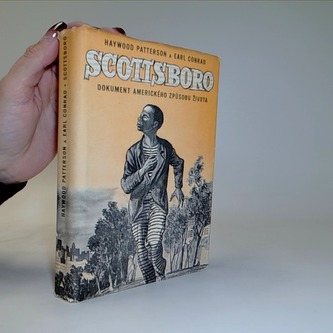 HAYWOOD PATTERSON & EARL CONRAD
SCOTTSBORO
DOKUMENT AMERICKÉHO ZPŮSOBU ŽIVOTA
HAYWOOD PATTERSON & EARL CONRAD • SCOTTSBORO